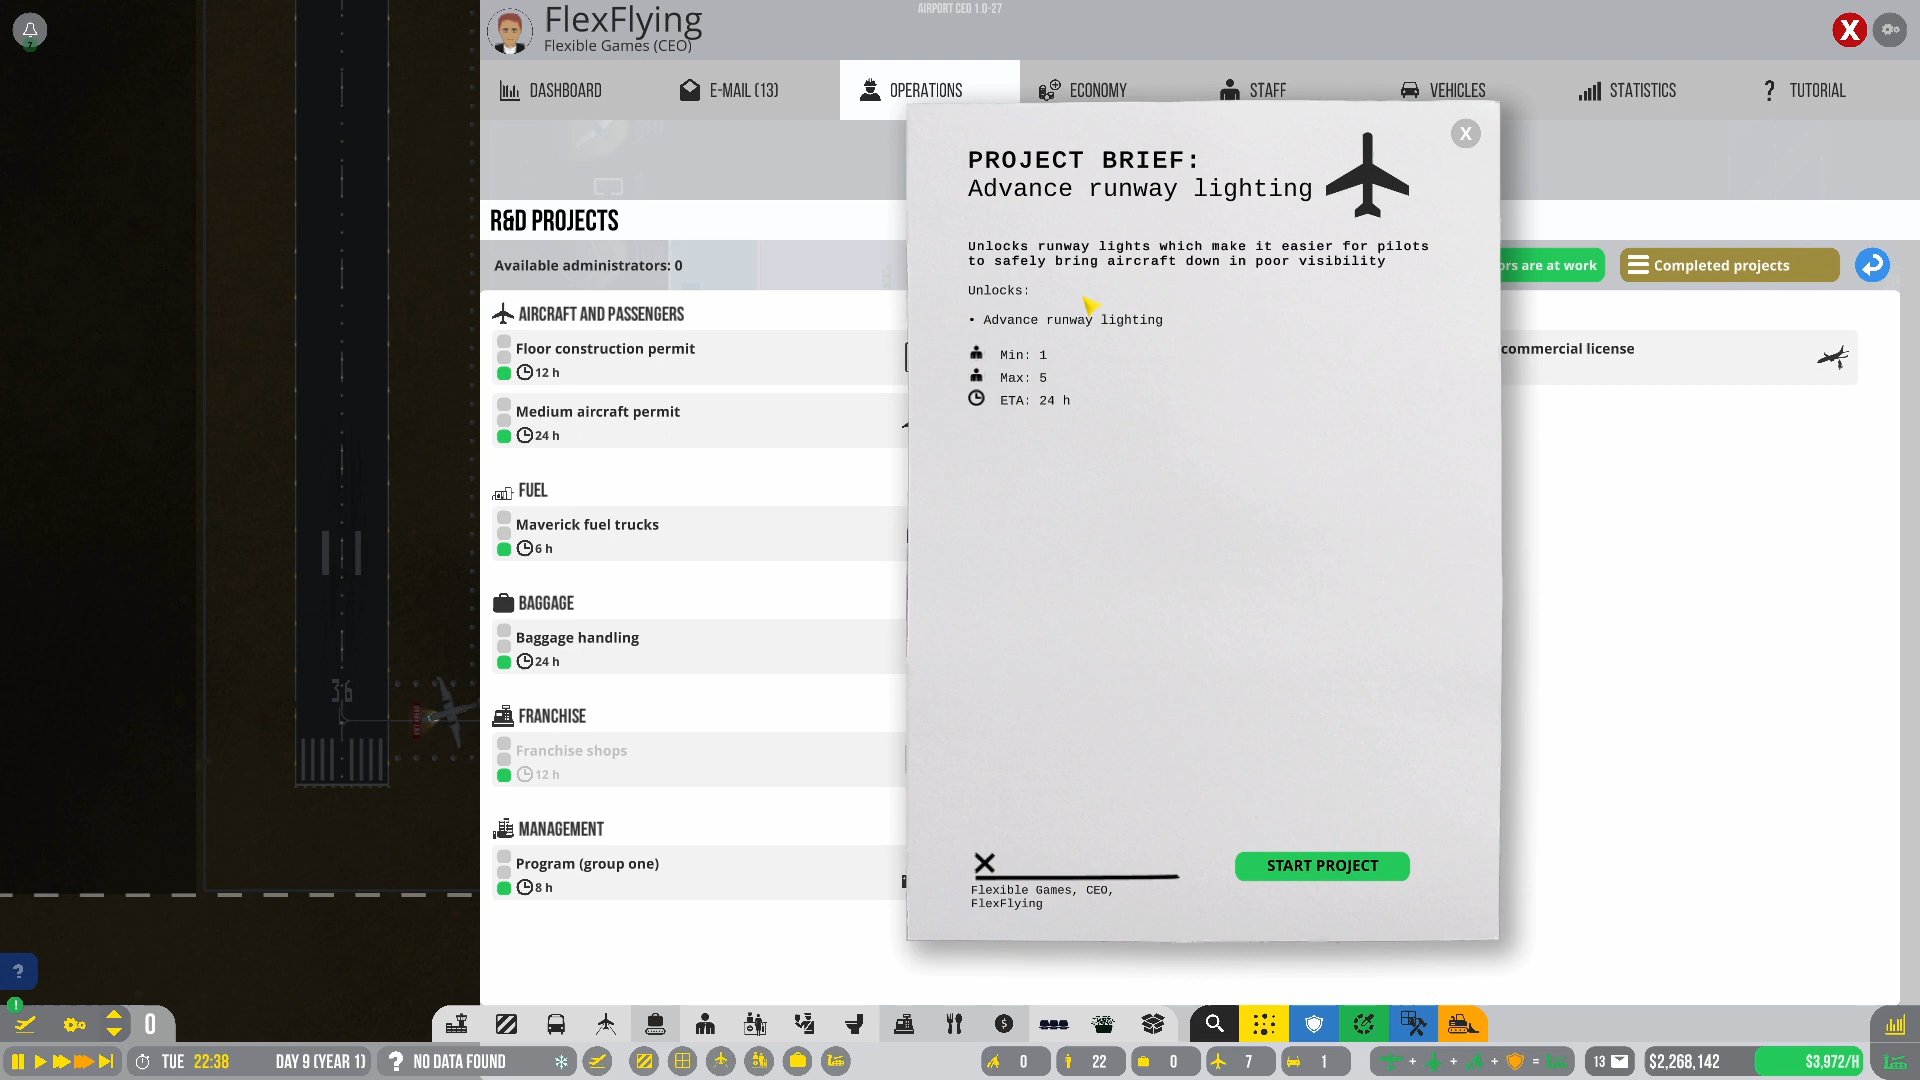 AIRPORT CEO 1.0-27
FlexFlying
Flexible Games (CEO)
X
DASHBOARD
E-MAIL (13)
OPERATIONS
ECONOMY
STAFF
VEHICLES
STATISTICS
? TUTORIAL
R&D PROJECTS
Available administrators: 0
ors are at work
Completed projects
AIRCRAFT AND PASSENGERS
Floor construction permit
12 h
Medium aircraft permit
24 h
FUEL
Maverick fuel trucks
6 h
BAGGAGE
Baggage handling
24 h
FRANCHISE
Franchise shops
12 h
MANAGEMENT
Program (group one)
8 h
commercial license
X
PROJECT BRIEF:
Advance runway lighting
Unlocks runway lights which make it easier for pilots
to safely bring aircraft down in poor visibility
Unlocks:
• Advance runway lighting
Min: 1
Max: 5
ETA: 24 h
Flexible Games, CEO,
FlexFlying
START PROJECT
36
?
!
0
TUE 22:38 DAY 9 (YEAR 1)
? NO DATA FOUND
0
22
0
7
1
+ + + =
13
$2,268,142
$3,972/H